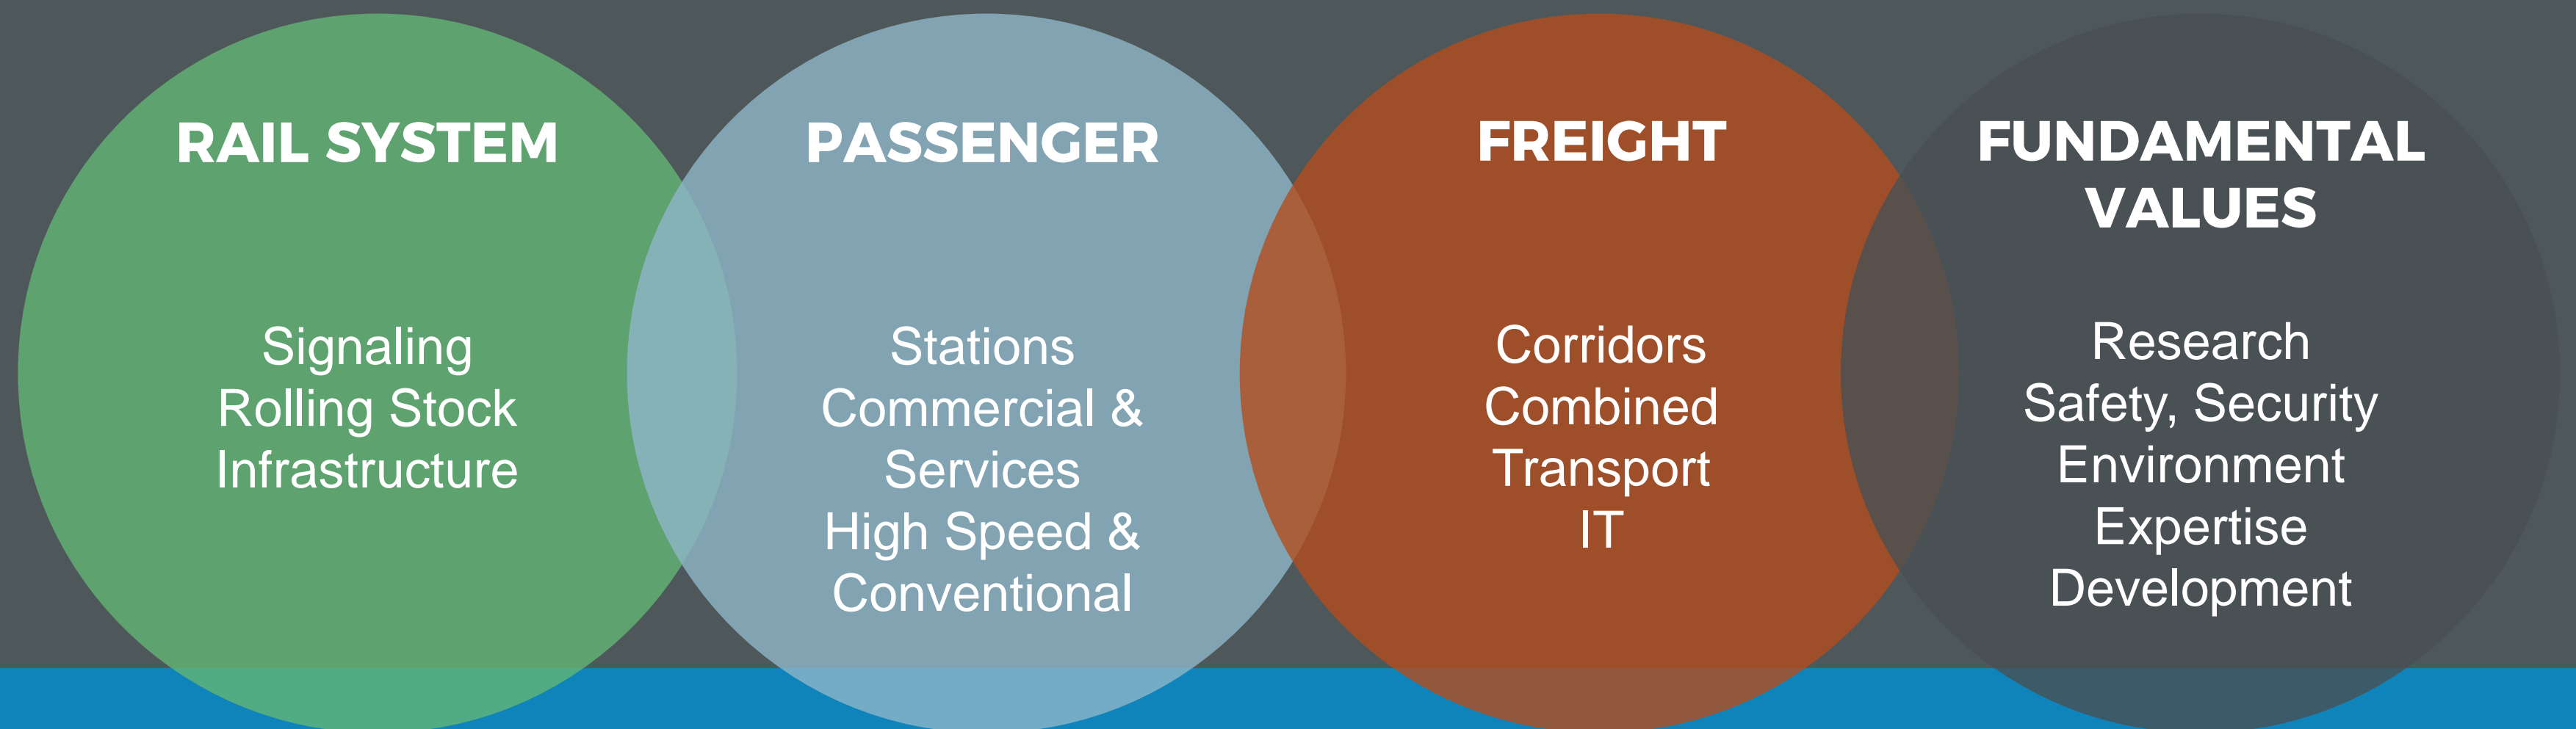 RAIL SYSTEM
Signaling
Rolling Stock
Infrastructure
PASSENGER
Stations
Commercial &
Services
High Speed &
Conventional
FREIGHT
Corridors
Combined
Transport
IT
FUNDAMENTAL
VALUES
Research
Safety, Security
Environment
Expertise
Development